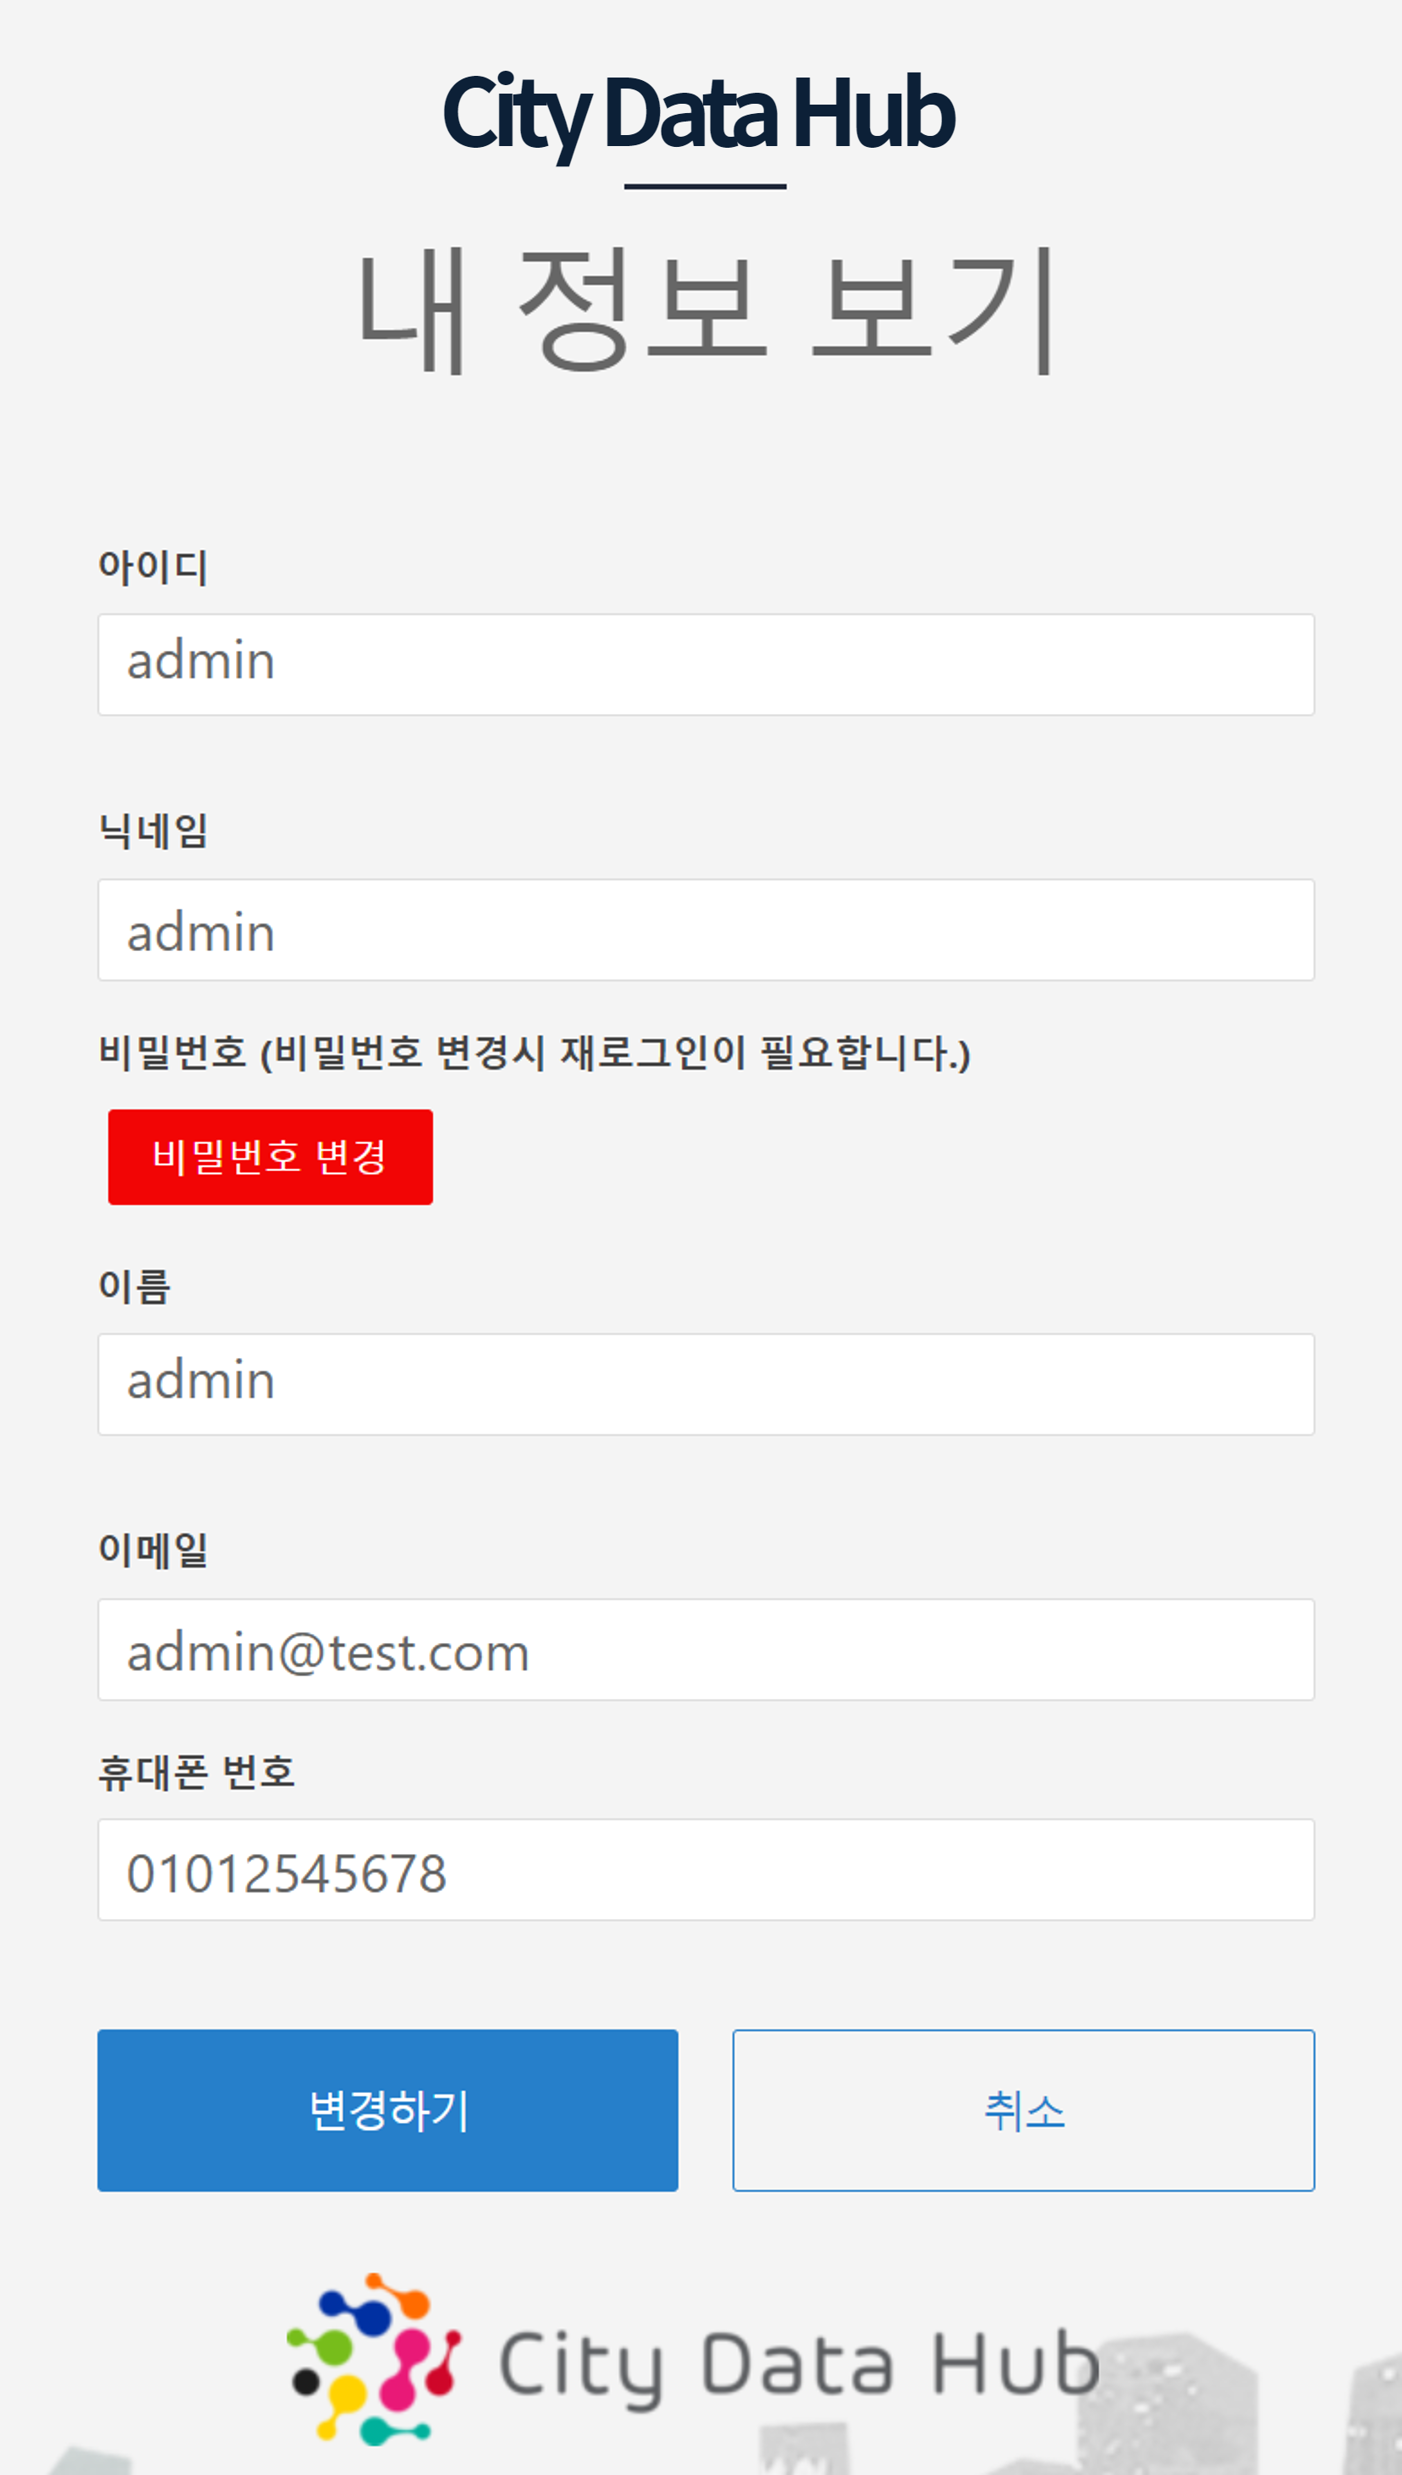 City Data Hub
내 정보 보기
아이디
admin
닉네임
admin
비밀번호 (비밀번호 변경시 재로그인이 필요합니다.)
비밀번호 변경
이름
admin
이메일
admin@test.com
휴대폰 번호
01012545678
변경하기
취소
City Data Hub